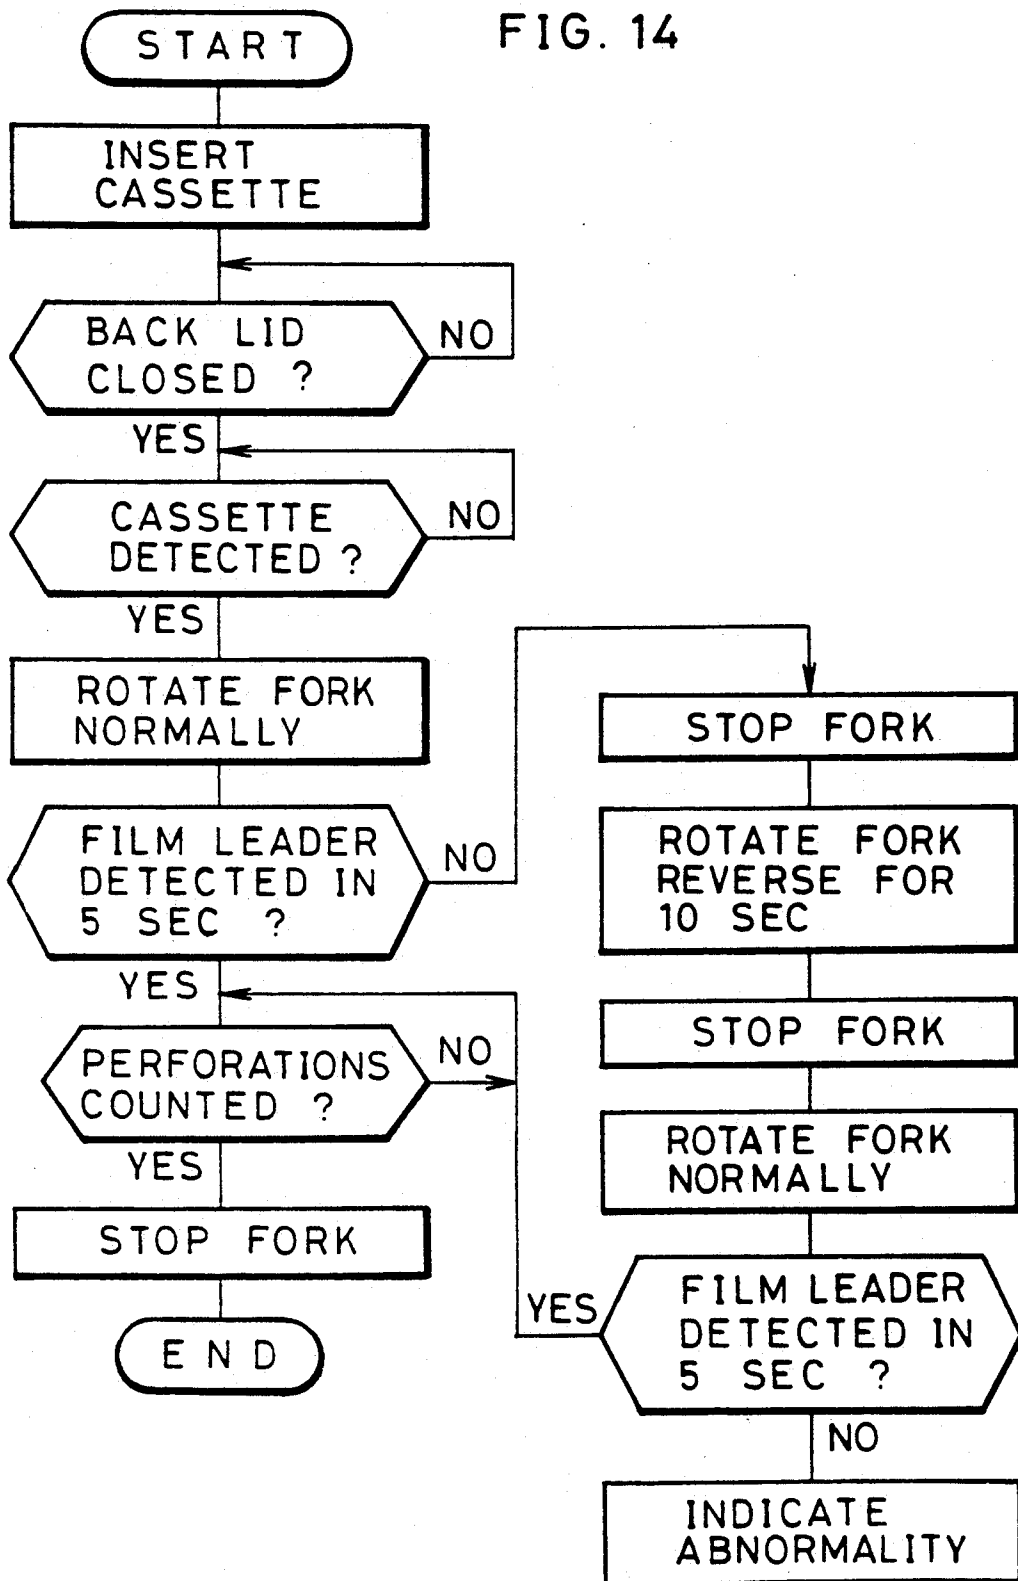 FIG. 14
START
INSERT
CASSETTE
BACK LID
CLOSED ?
NO
YES
CASSETTE
DETECTED ?
NO
YES
ROTATE FORK
NORMALLY
FILM LEADER
DETECTED IN
5 SEC ?
NO
YES
PERFORATIONS
COUNTED ?
NO
YES
STOP FORK
END
STOP FORK
ROTATE FORK
REVERSE FOR
10 SEC
STOP FORK
ROTATE FORK
NORMALLY
FILM LEADER
DETECTED IN
5 SEC ?
YES
NO
INDICATE
ABNORMALITY